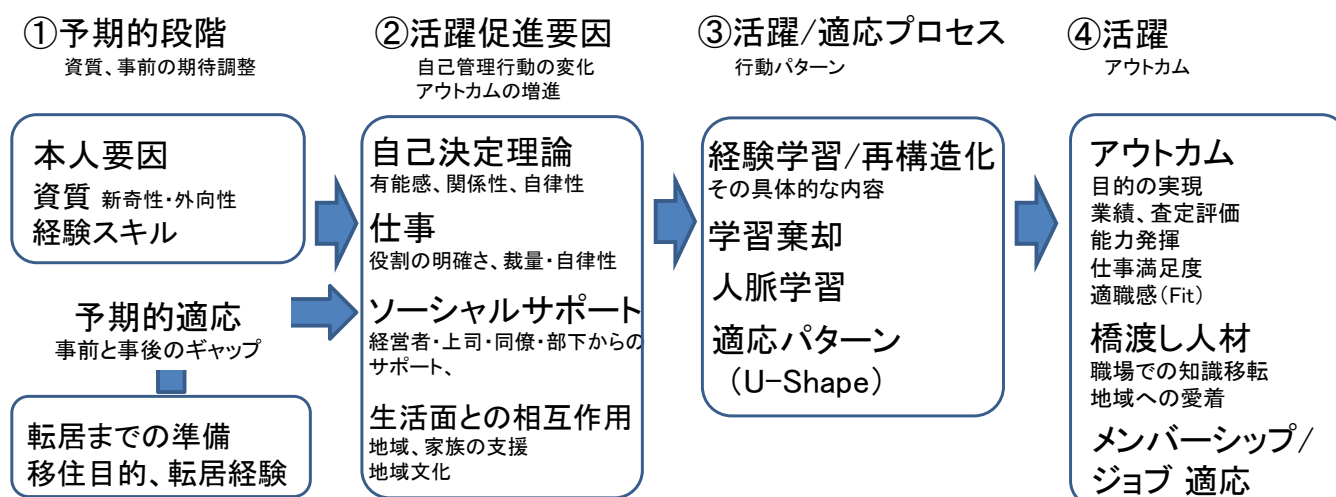 ①予期的段階
資質、事前の期待調整
本人要因
資質 新奇性・外向性
経験スキル
予期的適応
事前と事後のギャップ
転居までの準備
移住目的、転居経験
②活躍促進要因
自己管理行動の変化
アウトカムの増進
自己決定理論
有能感、関係性、自律性
仕事
役割の明確さ、裁量・自律性
ソーシャルサポート
経営者・上司・同僚・部下からの
サポート、
生活面との相互作用
地域、家族の支援
地域文化
③活躍/適応プロセス
行動パターン
経験学習/再構造化
その具体的な内容
学習棄却
人脈学習
適応パターン
（U-Shape）
④活躍
アウトカム
アウトカム
目的の実現
業績、査定評価
能力発揮
仕事満足度
適職感（Fit）
橋渡し人材
職場での知識移転
地域への愛着
メンバーシップ/
ジョブ 適応